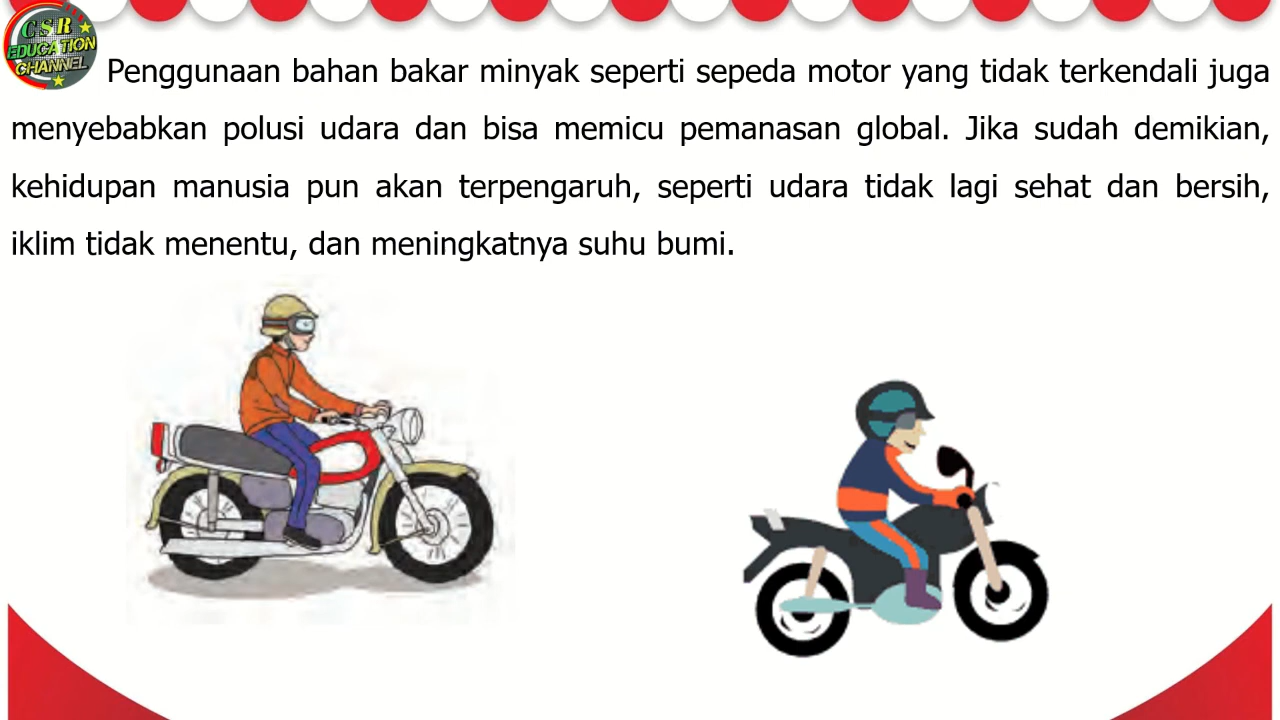 CSR
EDUCATION
CHANNEL
Penggunaan bahan bakar minyak seperti sepeda motor yang tidak terkendali juga
menyebabkan polusi udara dan bisa memicu pemanasan global. Jika sudah demikian,
kehidupan manusia pun akan terpengaruh, seperti udara tidak lagi sehat dan bersih,
iklim tidak menentu, dan meningkatnya suhu bumi.